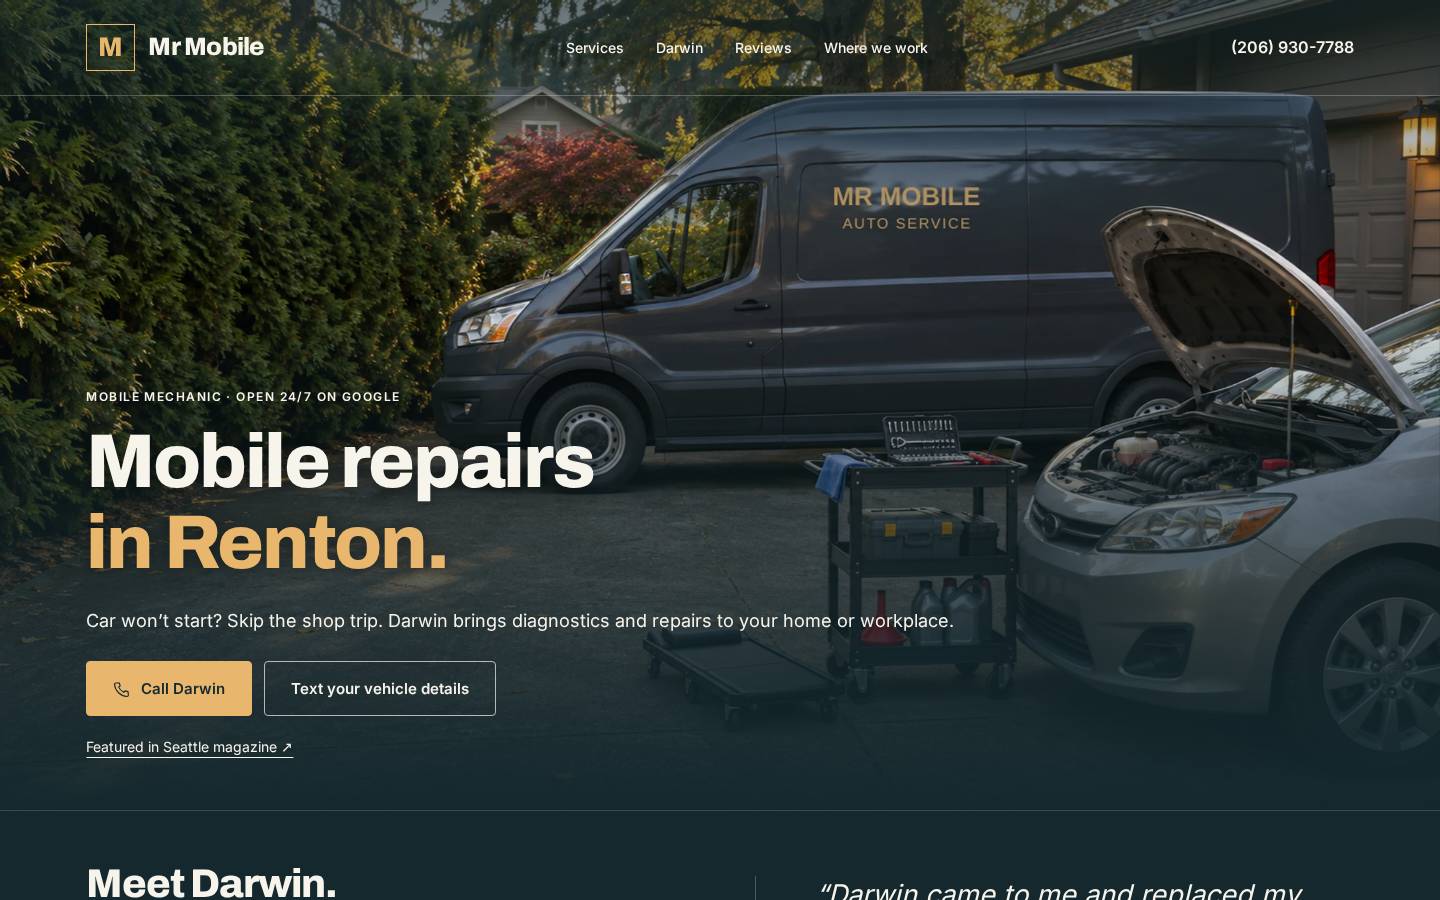 M
Mr Mobile
Services
Darwin
Reviews
Where we work
(206) 930-7788
MR MOBILE
AUTO SERVICE
MOBILE MECHANIC · OPEN 24/7 ON GOOGLE
Mobile repairs
in Renton.
Car won’t start? Skip the shop trip. Darwin brings diagnostics and repairs to your home or workplace.
Call Darwin
Text your vehicle details
Featured in Seattle magazine ↗
Meet Darwin.
“Darwin came to me and replaced my